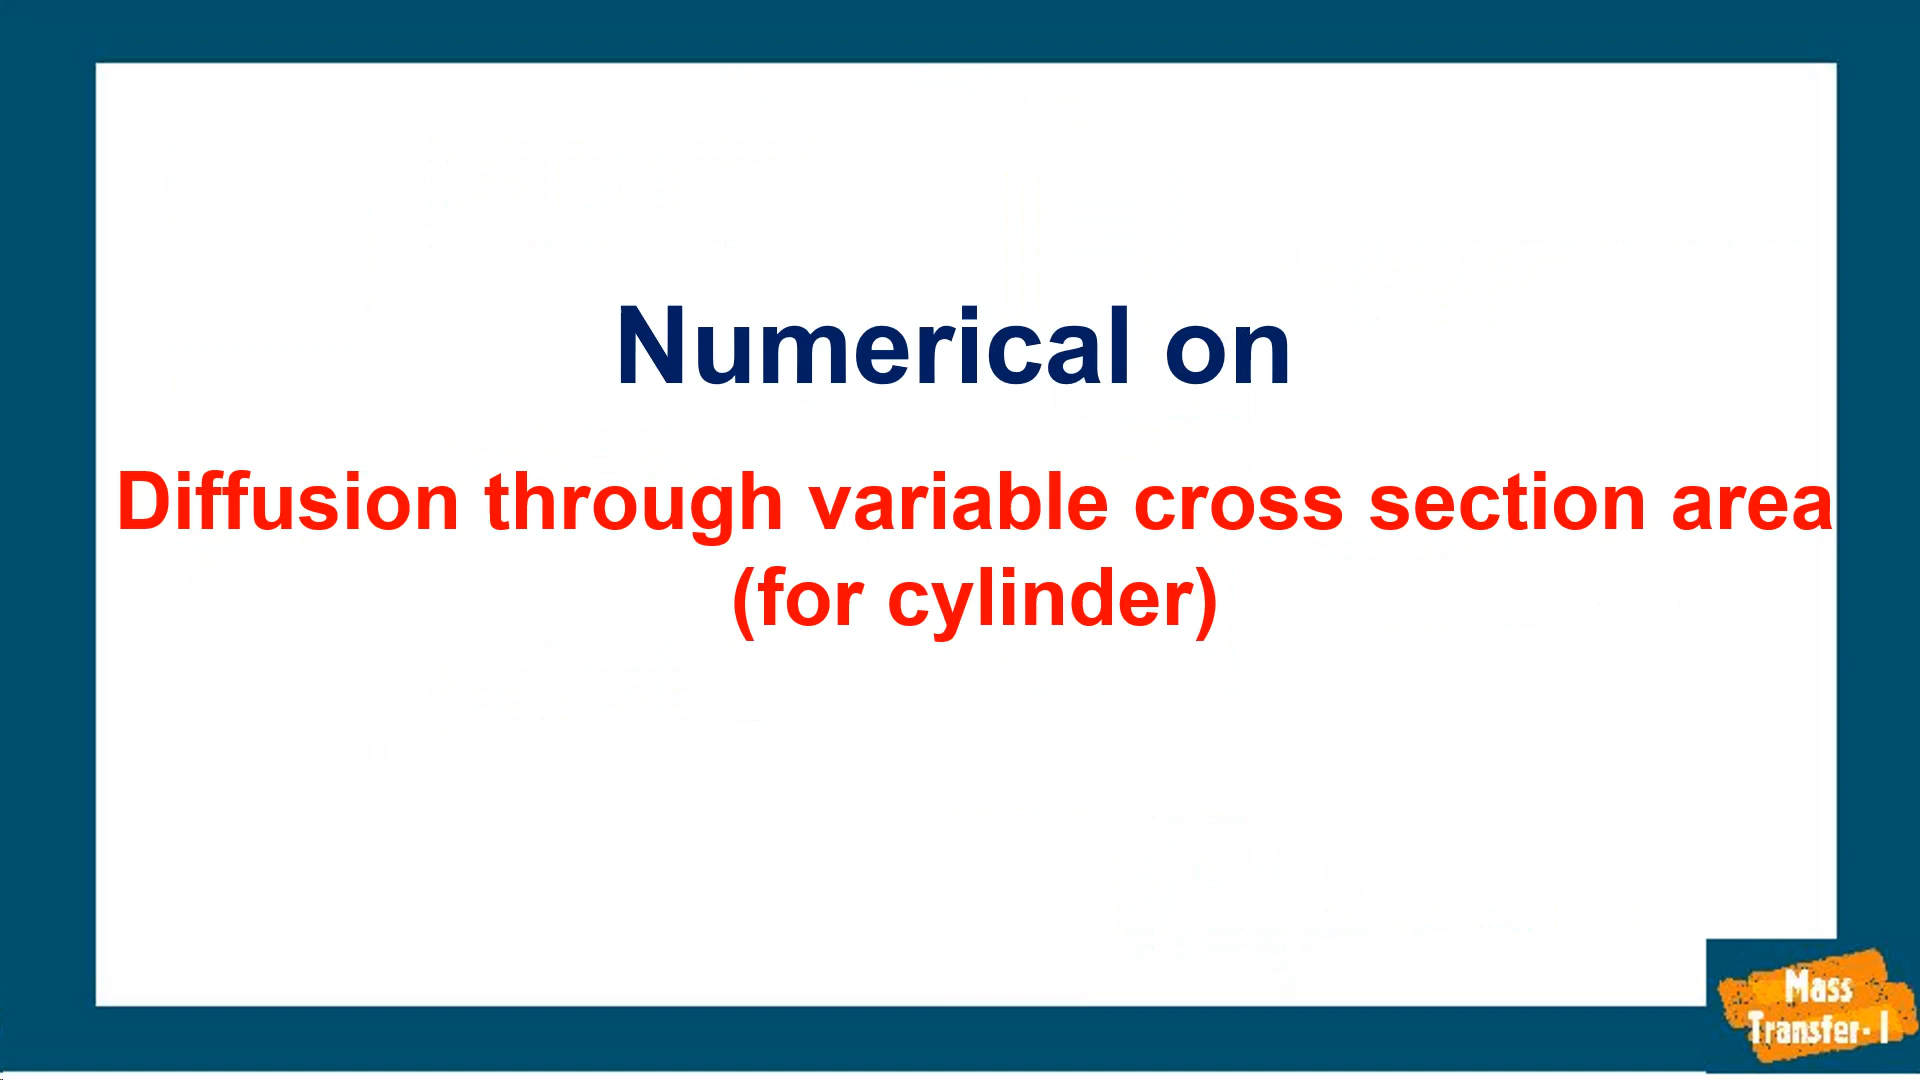 Numerical on
Diffusion through variable cross section area
(for cylinder)
Mass
Transfer- I